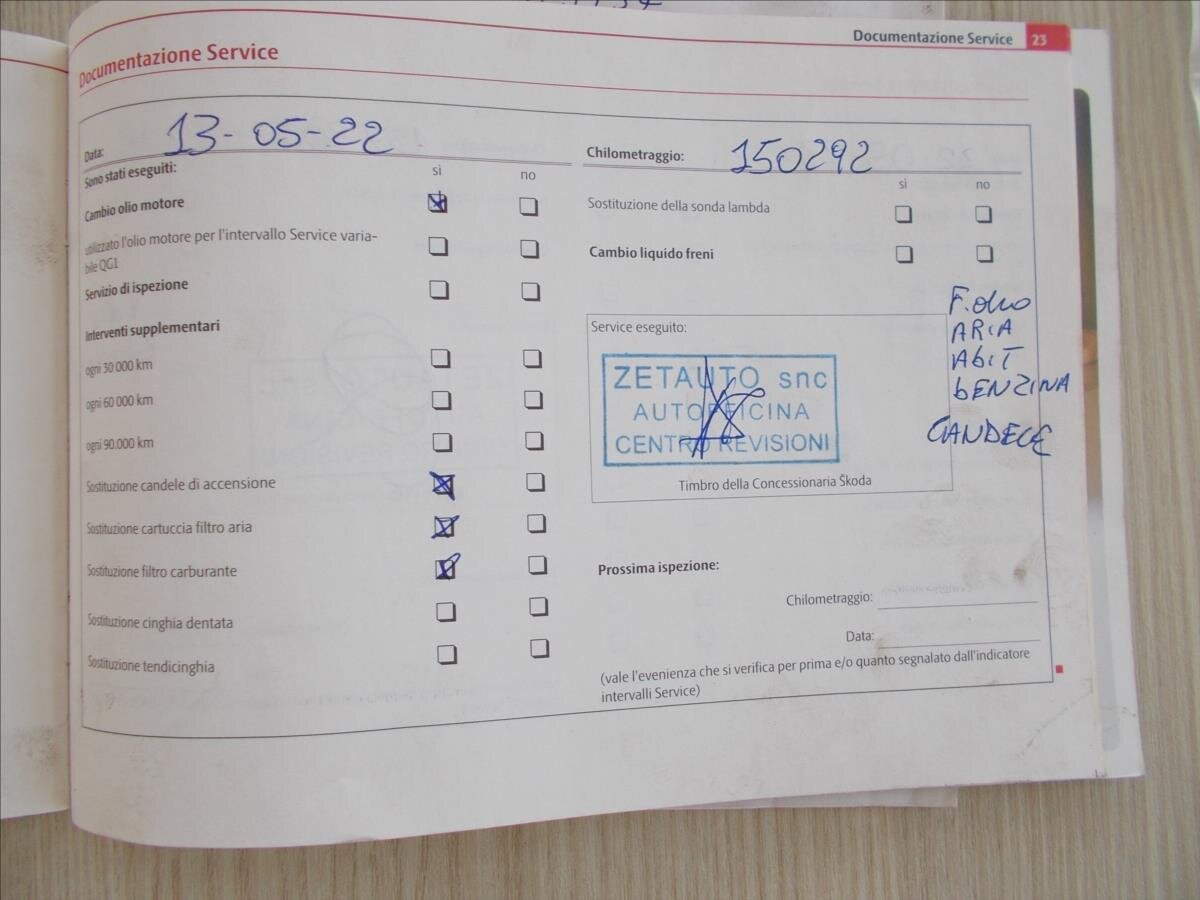 Documentazione Service 23
Documentazione Service
Data: 13-05-22
Chilometraggio: 150292
Sono stati eseguiti:
sì no
Cambio olio motore
utilizzato l'olio motore per l'intervallo Service varia-
bile QG1
Servizio di ispezione
Interventi supplementari
ogni 30 000 km
ogni 60 000 km
ogni 90.000 km
Sostituzione candele di accensione
Sostituzione cartuccia filtro aria
Sostituzione filtro carburante
Sostituzione cinghia dentata
Sostituzione tendicinghia
sì no
Sostituzione della sonda lambda
Cambio liquido freni
Service eseguito:
ZETAUTO snc
AUTOFFICINA
CENTRO REVISIONI
Timbro della Concessionaria Škoda
F. olio
ARIA
ABIT
bENZINA
CANDELE
Prossima ispezione:
Chilometraggio:
Data:
(vale l'evenienza che si verifica per prima e/o quanto segnalato dall'indicatore
intervalli Service)